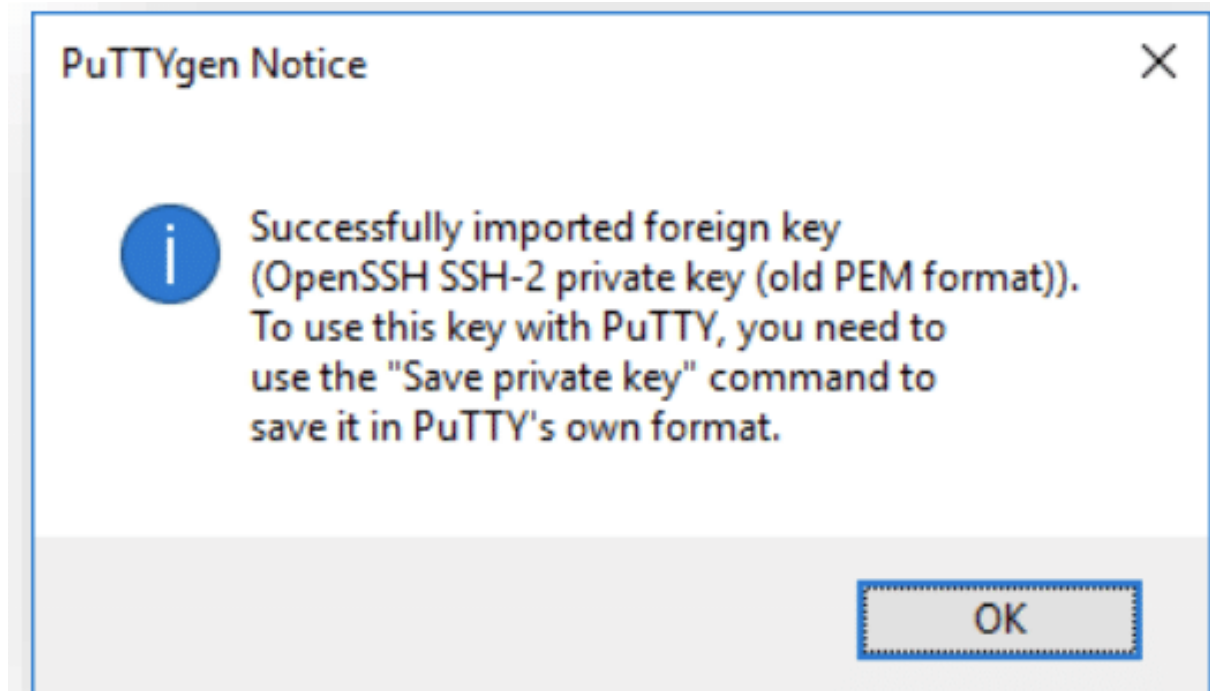 PuTTYgen Notice
i
Successfully imported foreign key
(OpenSSH SSH-2 private key (old PEM format)).
To use this key with PuTTY, you need to
use the "Save private key" command to
save it in PuTTY's own format.
OK